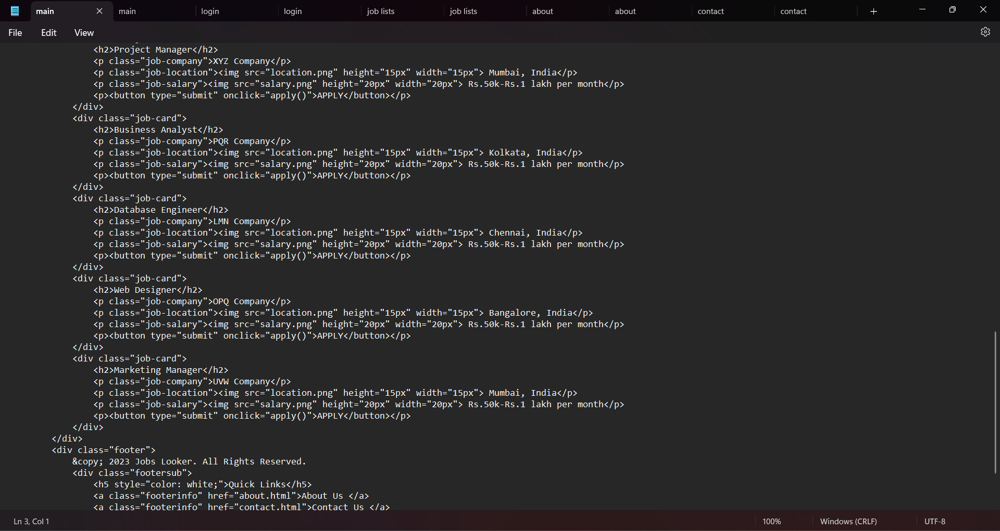 main main login login job lists job lists about about contact contact
File Edit View
<h2>Project Manager</h2>
<p class="job-company">XYZ Company</p>
<p class="job-location"><img src="location.png" height="15px" width="15px"> Mumbai, India</p>
<p class="job-salary"><img src="salary.png" height="20px" width="20px"> Rs.50k-Rs.1 lakh per month</p>
<p><button type="submit" onclick="apply()">APPLY</button></p>
</div>
<div class="job-card">
<h2>Business Analyst</h2>
<p class="job-company">PQR Company</p>
<p class="job-location"><img src="location.png" height="15px" width="15px"> Kolkata, India</p>
<p class="job-salary"><img src="salary.png" height="20px" width="20px"> Rs.50k-Rs.1 lakh per month</p>
<p><button type="submit" onclick="apply()">APPLY</button></p>
</div>
<div class="job-card">
<h2>Database Engineer</h2>
<p class="job-company">LMN Company</p>
<p class="job-location"><img src="location.png" height="15px" width="15px"> Chennai, India</p>
<p class="job-salary"><img src="salary.png" height="20px" width="20px"> Rs.50k-Rs.1 lakh per month</p>
<p><button type="submit" onclick="apply()">APPLY</button></p>
</div>
<div class="job-card">
<h2>Web Designer</h2>
<p class="job-company">OPQ Company</p>
<p class="job-location"><img src="location.png" height="15px" width="15px"> Bangalore, India</p>
<p class="job-salary"><img src="salary.png" height="20px" width="20px"> Rs.50k-Rs.1 lakh per month</p>
<p><button type="submit" onclick="apply()">APPLY</button></p>
</div>
<div class="job-card">
<h2>Marketing Manager</h2>
<p class="job-company">UVW Company</p>
<p class="job-location"><img src="location.png" height="15px" width="15px"> Mumbai, India</p>
<p class="job-salary"><img src="salary.png" height="20px" width="20px"> Rs.50k-Rs.1 lakh per month</p>
<p><button type="submit" onclick="apply()">APPLY</button></p>
</div>
</div>
<div class="footer">
&copy; 2023 Jobs Looker. All Rights Reserved.
<div class="footersub">
<h5 style="color: white;">Quick Links</h5>
<a class="footerinfo" href="about.html">About Us </a>
<a class="footerinfo" href="contact.html">Contact Us </a>
Ln 3, Col 1 100% Windows (CRLF) UTF-8